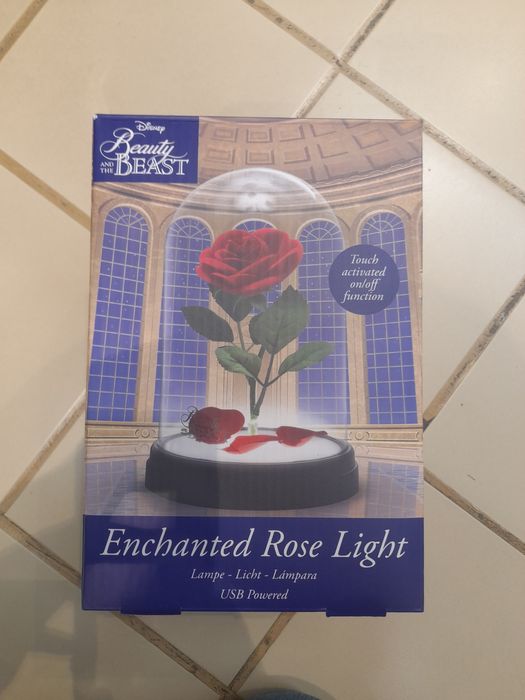 Disney
Beauty
AND THE BEAST
Touch
activated
on/off
function
Enchanted Rose Light
Lampe - Licht - Lámpara
USB Powered